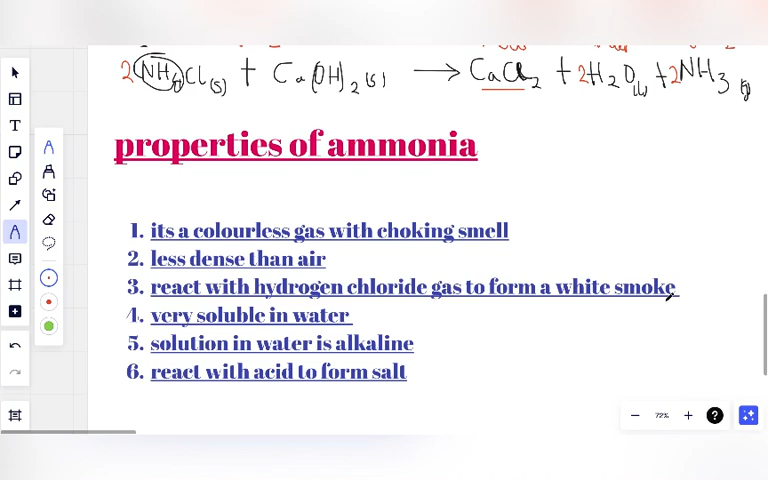 2NH4Cl(s) + Ca(OH)2(s) → CaCl2 + 2H2O(l) + 2NH3(g)
properties of ammonia
1. its a colourless gas with choking smell
2. less dense than air
3. react with hydrogen chloride gas to form a white smoke
4. very soluble in water
5. solution in water is alkaline
6. react with acid to form salt
72%